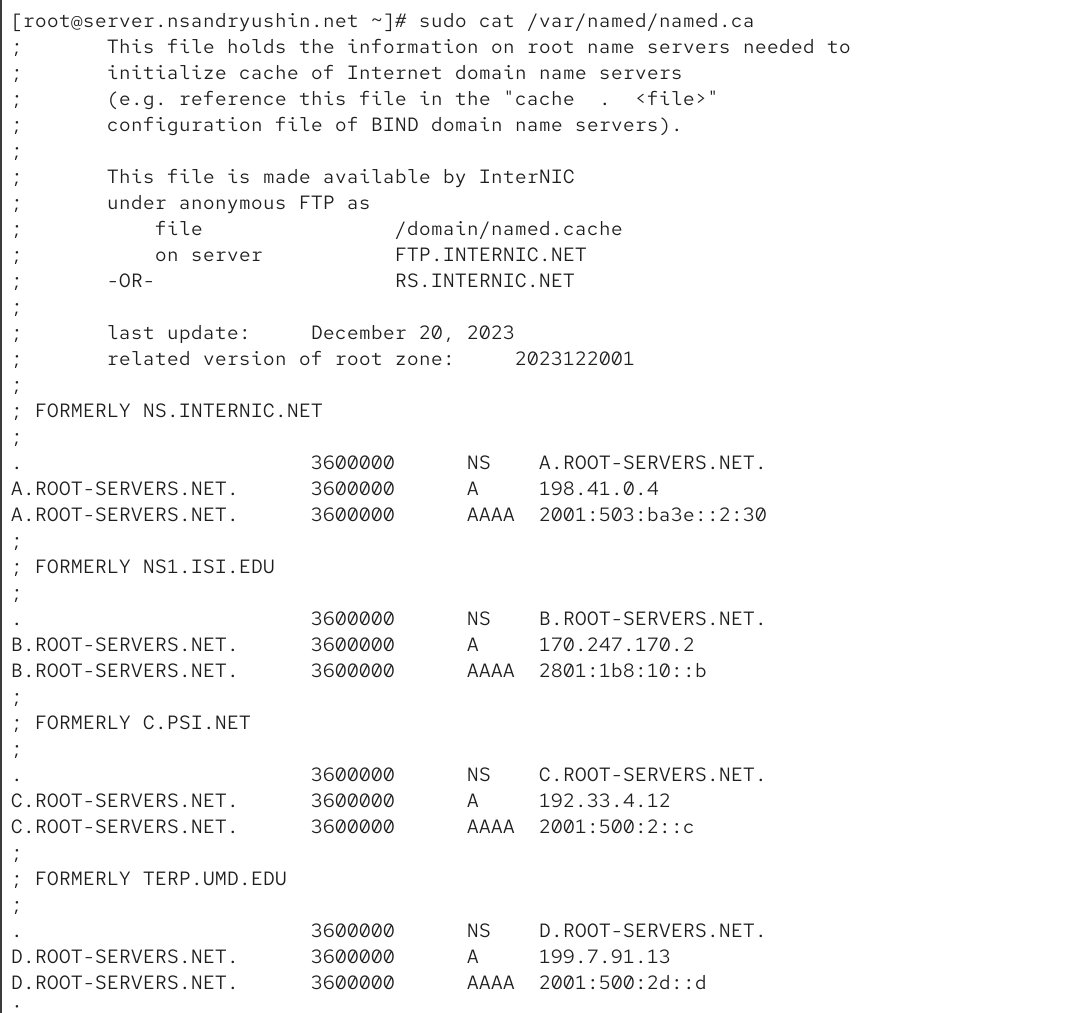 [root@server.nsandryushin.net ~]# sudo cat /var/named/named.ca
;       This file holds the information on root name servers needed to
;       initialize cache of Internet domain name servers
;       (e.g. reference this file in the "cache  .  <file>"
;       configuration file of BIND domain name servers).
;
;       This file is made available by InterNIC
;       under anonymous FTP as
;           file                /domain/named.cache
;           on server           FTP.INTERNIC.NET
;       -OR-                    RS.INTERNIC.NET
;
;       last update:     December 20, 2023
;       related version of root zone:     2023122001
;
; FORMERLY NS.INTERNIC.NET
;
.                        3600000      NS    A.ROOT-SERVERS.NET.
A.ROOT-SERVERS.NET.      3600000      A     198.41.0.4
A.ROOT-SERVERS.NET.      3600000      AAAA  2001:503:ba3e::2:30
;
; FORMERLY NS1.ISI.EDU
;
.                        3600000      NS    B.ROOT-SERVERS.NET.
B.ROOT-SERVERS.NET.      3600000      A     170.247.170.2
B.ROOT-SERVERS.NET.      3600000      AAAA  2801:1b8:10::b
;
; FORMERLY C.PSI.NET
;
.                        3600000      NS    C.ROOT-SERVERS.NET.
C.ROOT-SERVERS.NET.      3600000      A     192.33.4.12
C.ROOT-SERVERS.NET.      3600000      AAAA  2001:500:2::c
;
; FORMERLY TERP.UMD.EDU
;
.                        3600000      NS    D.ROOT-SERVERS.NET.
D.ROOT-SERVERS.NET.      3600000      A     199.7.91.13
D.ROOT-SERVERS.NET.      3600000      AAAA  2001:500:2d::d
;